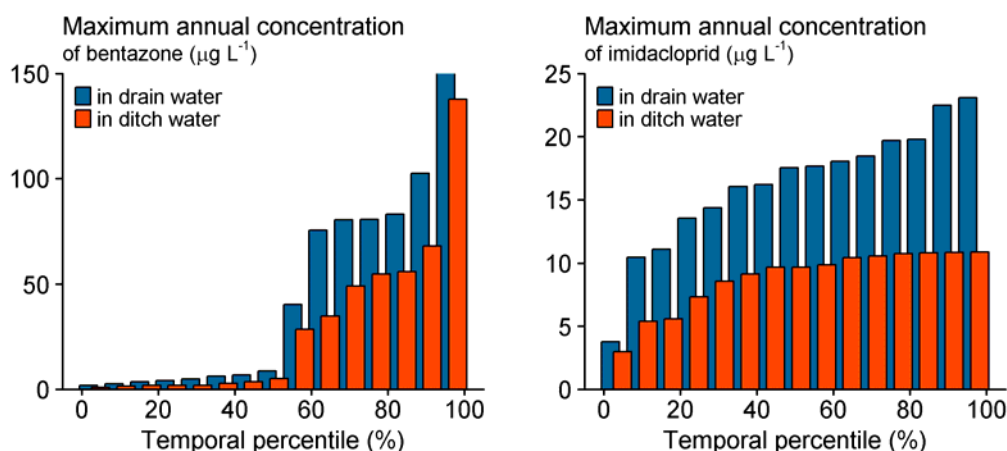 Maximum annual concentration
of bentazone (μg L⁻¹)
150
in drain water
in ditch water
100
50
0
0 20 40 60 80 100
Temporal percentile (%)
Maximum annual concentration
of imidacloprid (μg L⁻¹)
25
in drain water
in ditch water
20
15
10
5
0
0 20 40 60 80 100
Temporal percentile (%)